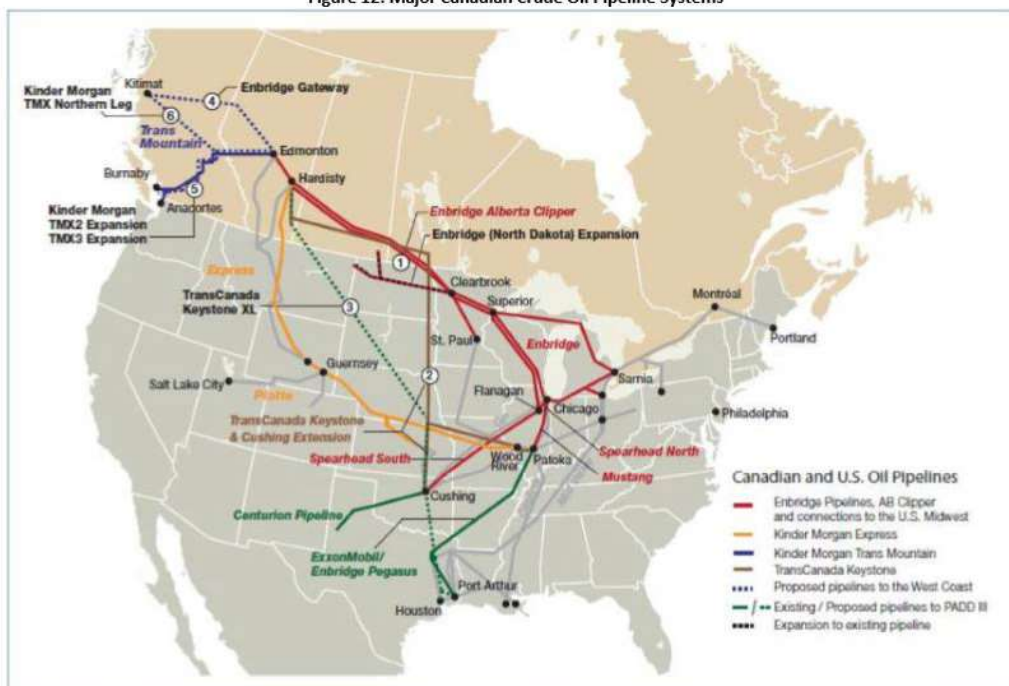 Figure 12: Major Canadian Crude Oil Pipeline Systems
Kinder Morgan
TMX Northern Leg
Kitimat
4
Enbridge Gateway
6
Trans
Mountain
Edmonton
Burnaby
5
Hardisty
Anacortes
Kinder Morgan
TMX2 Expansion
TMX3 Expansion
Enbridge Alberta Clipper
Enbridge (North Dakota) Expansion
1
Express
Clearbrook
TransCanada
Keystone XL
3
Superior
Montréal
St. Paul
Enbridge
Portland
Guernsey
Salt Lake City
2
Flanagan
Sarnia
Platte
Chicago
Philadelphia
TransCanada Keystone
& Cushing Extension
Spearhead South
Wood
River
Patoka
Spearhead North
Mustang
Cushing
Centurion Pipeline
ExxonMobil/
Enbridge Pegasus
Port Arthur
Houston
Canadian and U.S. Oil Pipelines
Enbridge Pipelines, AB Clipper
and connections to the U.S. Midwest
Kinder Morgan Express
Kinder Morgan Trans Mountain
TransCanada Keystone
Proposed pipelines to the West Coast
Existing / Proposed pipelines to PADD III
Expansion to existing pipeline